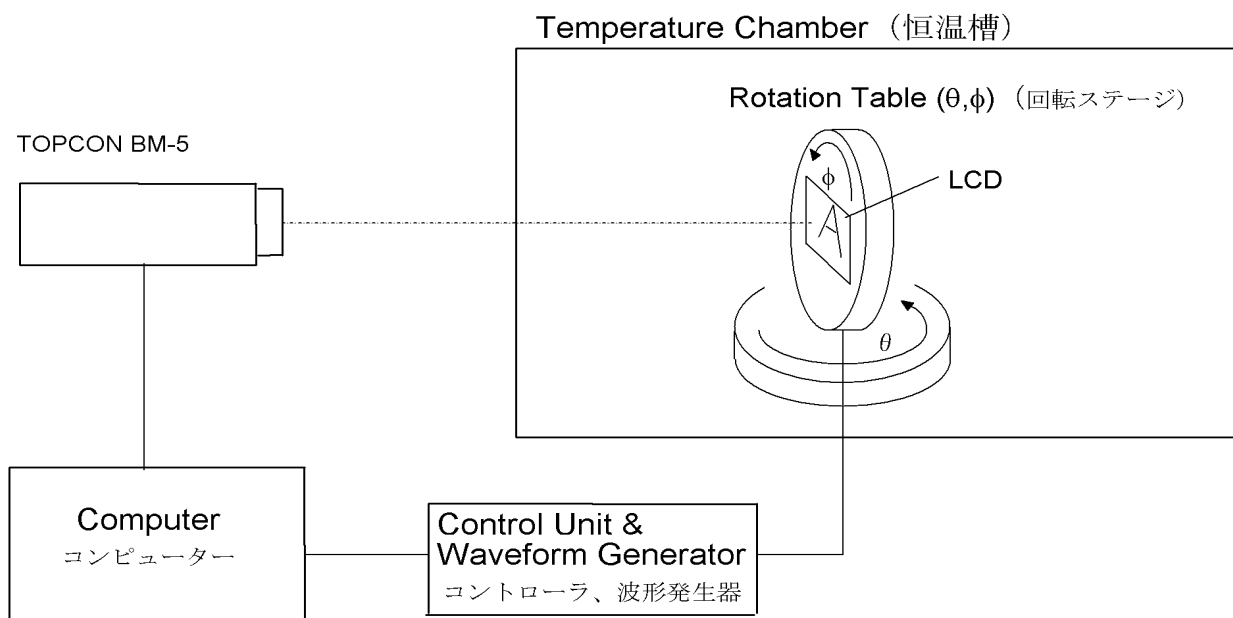 Temperature Chamber（恒温槽）
Rotation Table (θ,φ)（回転ステージ）
TOPCON BM-5
φ
LCD
A
θ
Computer
コンピューター
Control Unit &
Waveform Generator
コントローラ、波形発生器